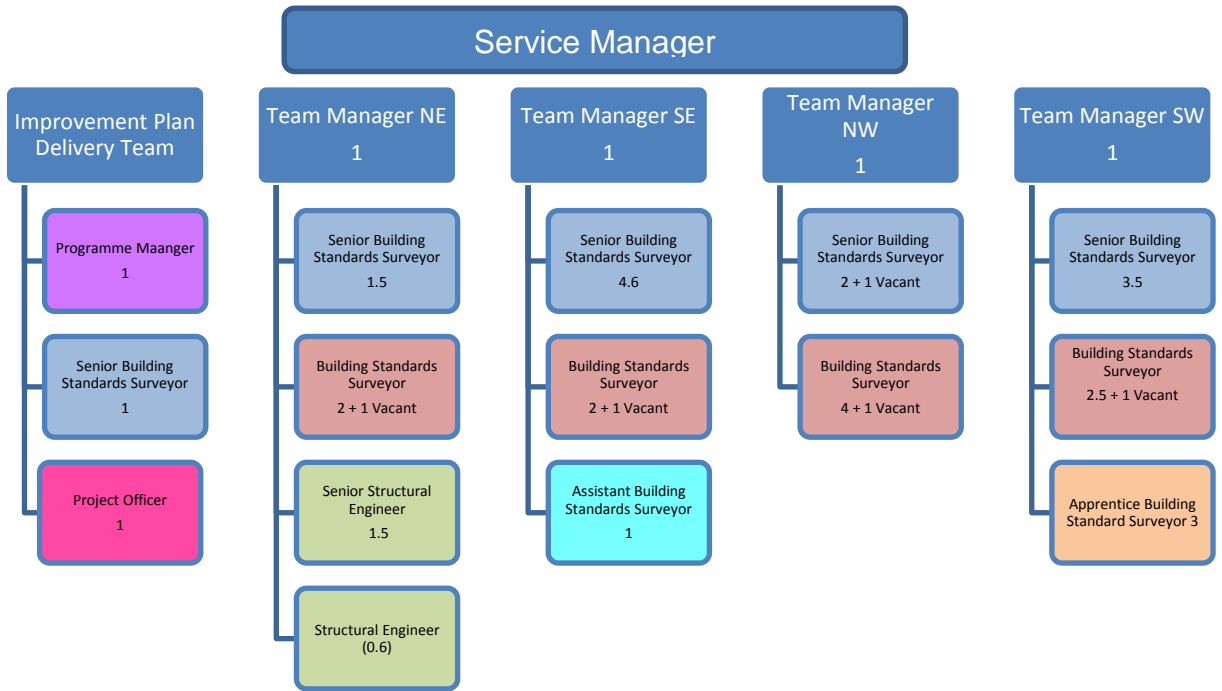 Service Manager
Improvement Plan
Delivery Team
Programme Maanger
1
Senior Building
Standards Surveyor
1
Project Officer
1
Team Manager NE
1
Senior Building
Standards Surveyor
1.5
Building Standards
Surveyor
2 + 1 Vacant
Senior Structural
Engineer
1.5
Structural Engineer
(0.6)
Team Manager SE
1
Senior Building
Standards Surveyor
4.6
Building Standards
Surveyor
2 + 1 Vacant
Assistant Building
Standards Surveyor
1
Team Manager
NW
1
Senior Building
Standards Surveyor
2 + 1 Vacant
Building Standards
Surveyor
4 + 1 Vacant
Team Manager SW
1
Senior Building
Standards Surveyor
3.5
Building Standards
Surveyor
2.5 + 1 Vacant
Apprentice Building
Standard Surveyor 3